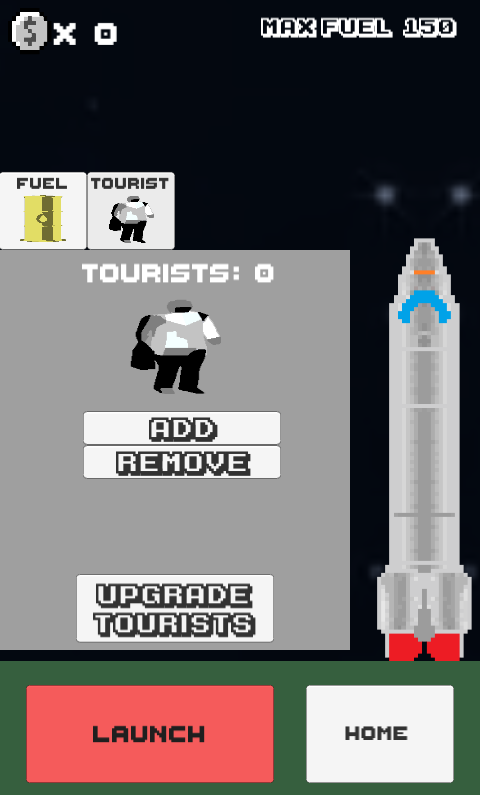 $ X 0
MAX FUEL 150
FUEL
TOURIST
TOURISTS: 0
ADD
REMOVE
UPGRADE
TOURISTS
LAUNCH
HOME